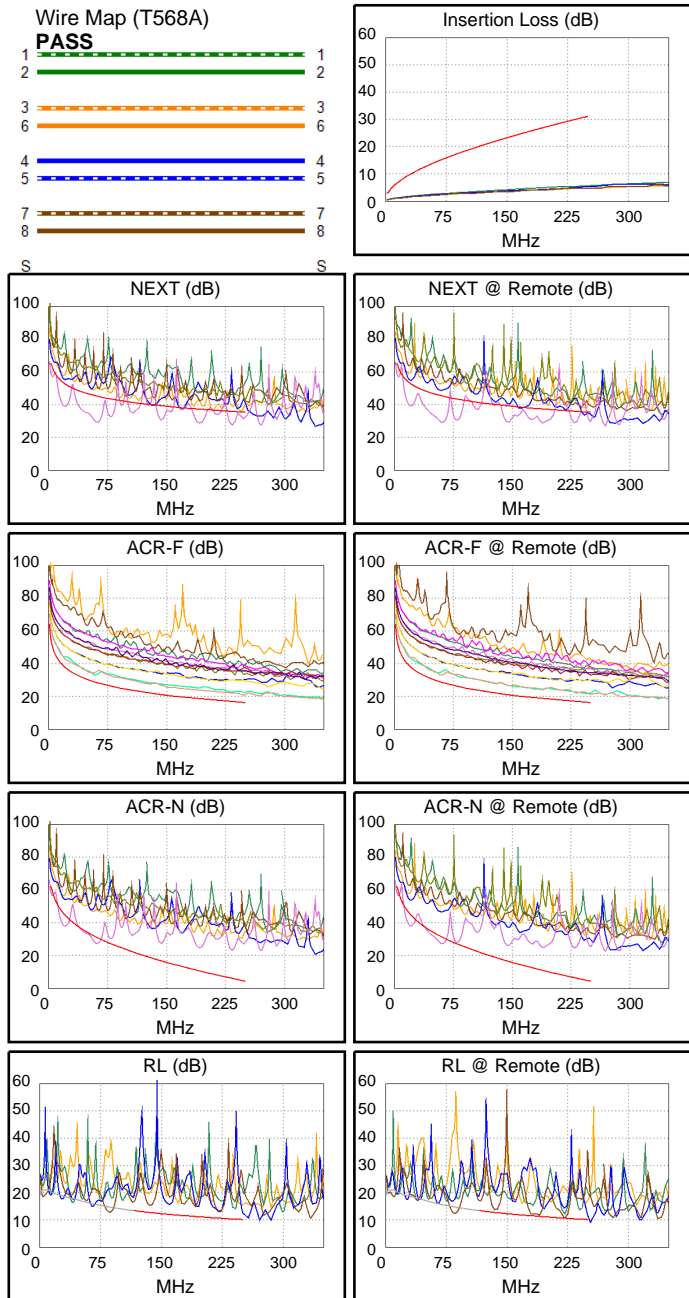 Wire Map (T568A)
PASS
1 1
2 2
3 3
6 6
4 4
5 5
7 7
8 8
S S
Insertion Loss (dB)
60
50
40
30
20
10
0
0 75 150 225 300
MHz
NEXT (dB)
100
80
60
40
20
0
0 75 150 225 300
MHz
NEXT @ Remote (dB)
100
80
60
40
20
0
0 75 150 225 300
MHz
ACR-F (dB)
100
80
60
40
20
0
0 75 150 225 300
MHz
ACR-F @ Remote (dB)
100
80
60
40
20
0
0 75 150 225 300
MHz
ACR-N (dB)
100
80
60
40
20
0
0 75 150 225 300
MHz
ACR-N @ Remote (dB)
100
80
60
40
20
0
0 75 150 225 300
MHz
RL (dB)
60
50
40
30
20
10
0
0 75 150 225 300
MHz
RL @ Remote (dB)
60
50
40
30
20
10
0
0 75 150 225 300
MHz